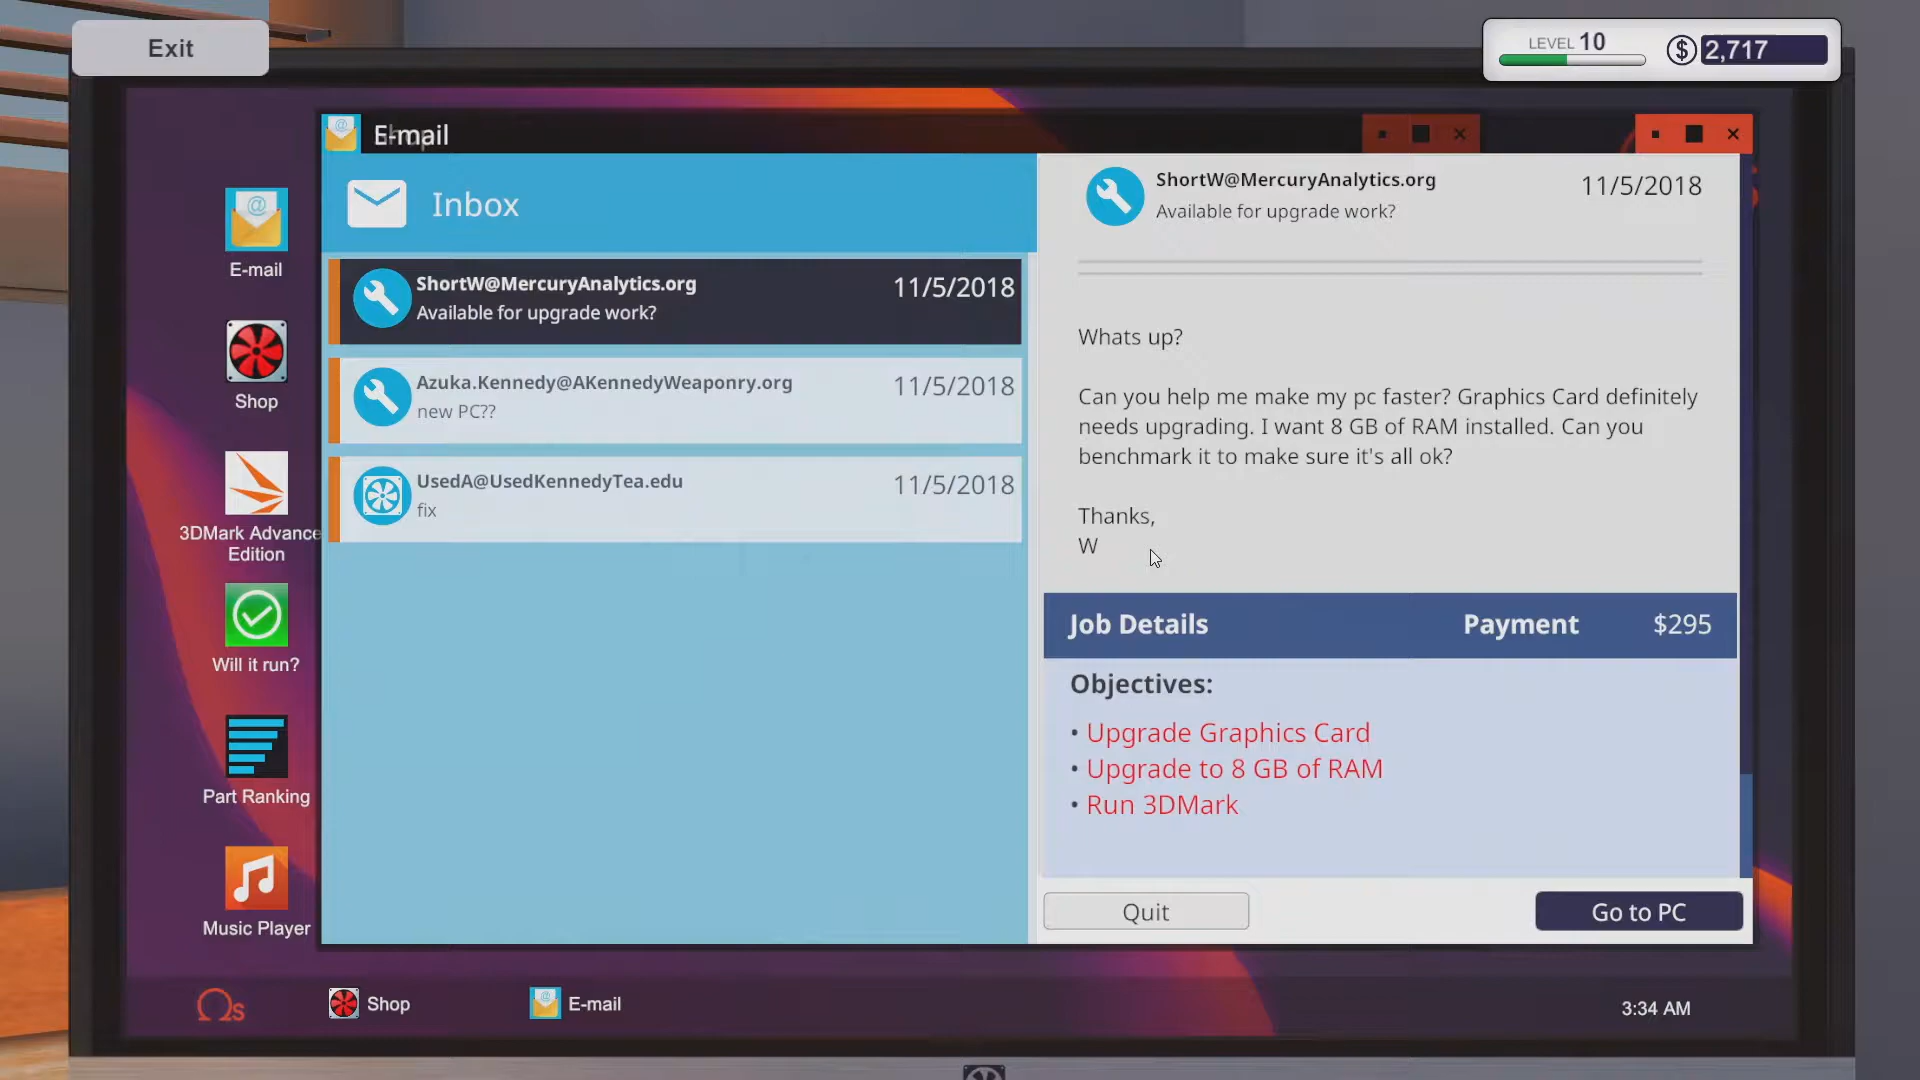 Exit
LEVEL 10
$ 2,717
E-mail
Inbox
ShortW@MercuryAnalytics.org
11/5/2018
Available for upgrade work?
Azuka.Kennedy@AKennedyWeaponry.org
11/5/2018
new PC??
UsedA@UsedKennedyTea.edu
11/5/2018
fix
ShortW@MercuryAnalytics.org
11/5/2018
Available for upgrade work?
Whats up?
Can you help me make my pc faster? Graphics Card definitely
needs upgrading. I want 8 GB of RAM installed. Can you
benchmark it to make sure it's all ok?
Thanks,
W
Job Details
Payment
$295
Objectives:
• Upgrade Graphics Card
• Upgrade to 8 GB of RAM
• Run 3DMark
Quit
Go to PC
E-mail
Shop
3DMark Advance
Edition
Will it run?
Part Ranking
Music Player
Ωs
Shop
E-mail
3:34 AM